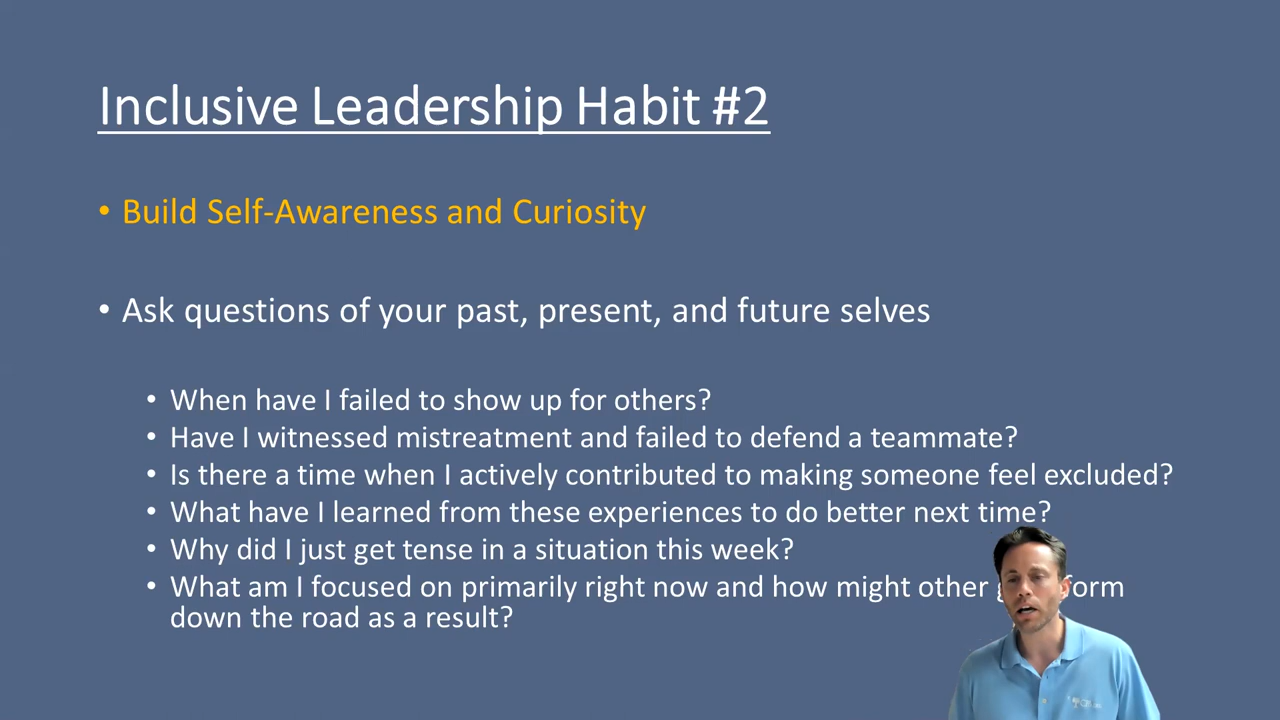 Inclusive Leadership Habit #2
• Build Self-Awareness and Curiosity
• Ask questions of your past, present, and future selves
• When have I failed to show up for others?
• Have I witnessed mistreatment and failed to defend a teammate?
• Is there a time when I actively contributed to making someone feel excluded?
• What have I learned from these experiences to do better next time?
• Why did I just get tense in a situation this week?
• What am I focused on primarily right now and how might other form
down the road as a result?